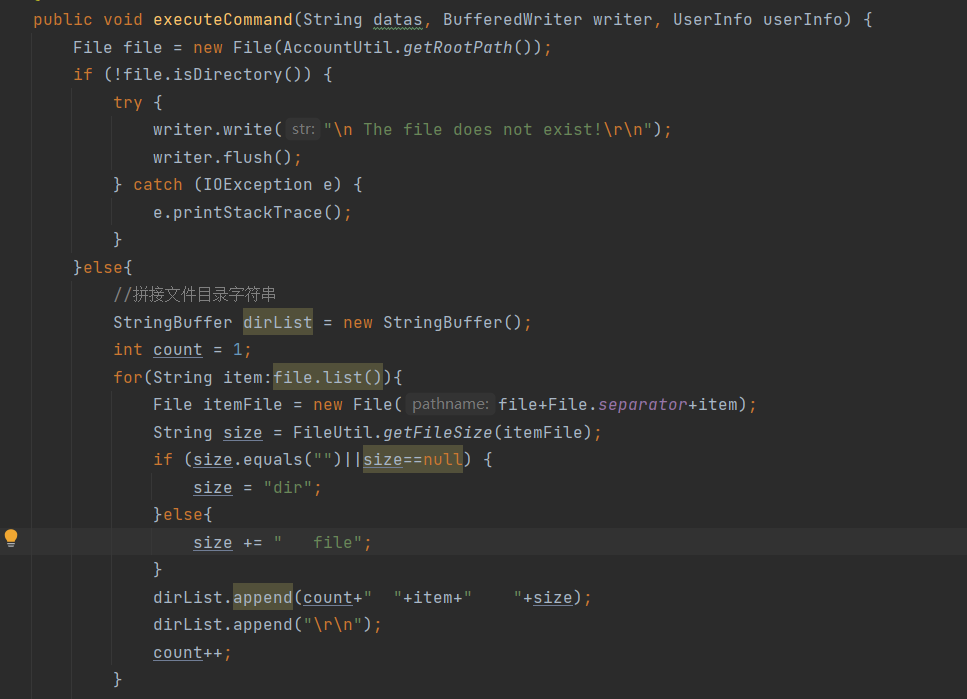 public void executeCommand(String datas, BufferedWriter writer, UserInfo userInfo) {
    File file = new File(AccountUtil.getRootPath());
    if (!file.isDirectory()) {
        try {
            writer.write( str: "\n The file does not exist!\r\n");
            writer.flush();
        } catch (IOException e) {
            e.printStackTrace();
        }
    }else{
        //拼接文件目录字符串
        StringBuffer dirList = new StringBuffer();
        int count = 1;
        for(String item:file.list()){
            File itemFile = new File( pathname: file+File.separator+item);
            String size = FileUtil.getFileSize(itemFile);
            if (size.equals("")||size==null) {
                size = "dir";
            }else{
                size += "   file";
            }
            dirList.append(count+"  "+item+"    "+size);
            dirList.append("\r\n");
            count++;
        }